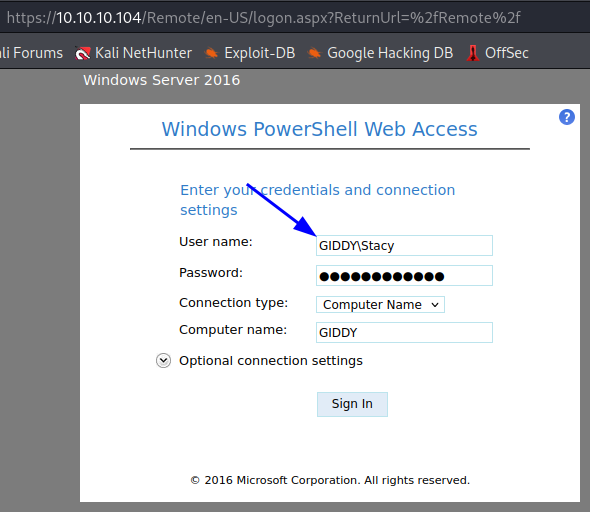 https://10.10.10.104/Remote/en-US/logon.aspx?ReturnUrl=%2fRemote%2f
li Forums Kali NetHunter Exploit-DB Google Hacking DB OffSec
Windows Server 2016
Windows PowerShell Web Access
?
Enter your credentials and connection
settings
User name: GIDDY\Stacy
Password: ●●●●●●●●●●●●
Connection type: Computer Name
Computer name: GIDDY
Optional connection settings
Sign In
© 2016 Microsoft Corporation. All rights reserved.